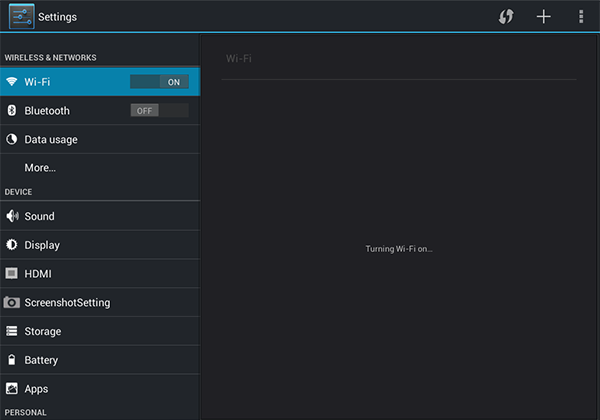 Settings
WIRELESS & NETWORKS
Wi-Fi
ON
Bluetooth
OFF
Data usage
More...
DEVICE
Sound
Display
HDMI
ScreenshotSetting
Storage
Battery
Apps
PERSONAL
Wi-Fi
Turning Wi-Fi on...